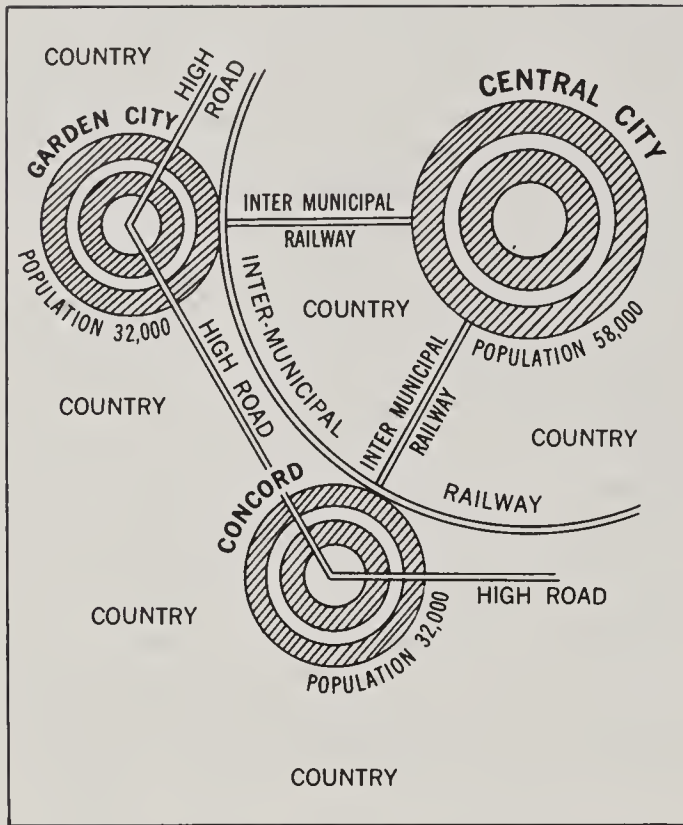 COUNTRY
HIGH
ROAD
CENTRAL CITY
GARDEN CITY
INTER MUNICIPAL
RAILWAY
POPULATION 32,000
INTER-MUNICIPAL
RAILWAY
COUNTRY
POPULATION 58,000
HIGH ROAD
INTER MUNICIPAL
RAILWAY
COUNTRY
COUNTRY
CONCORD
HIGH ROAD
COUNTRY
POPULATION 32,000
COUNTRY